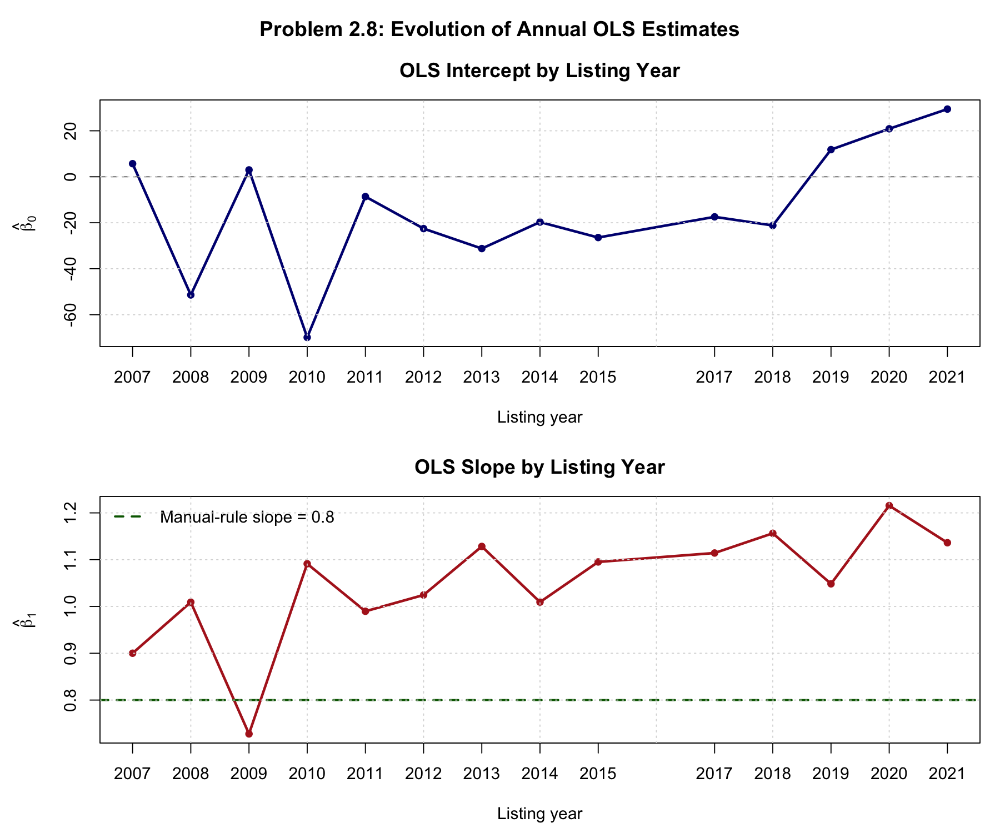 Problem 2.8: Evolution of Annual OLS Estimates
OLS Intercept by Listing Year
20
0
-20
-40
-60
β̂0
2007 2008 2009 2010 2011 2012 2013 2014 2015 2017 2018 2019 2020 2021
Listing year
OLS Slope by Listing Year
Manual-rule slope = 0.8
1.2
1.1
1.0
0.9
0.8
β̂1
2007 2008 2009 2010 2011 2012 2013 2014 2015 2017 2018 2019 2020 2021
Listing year